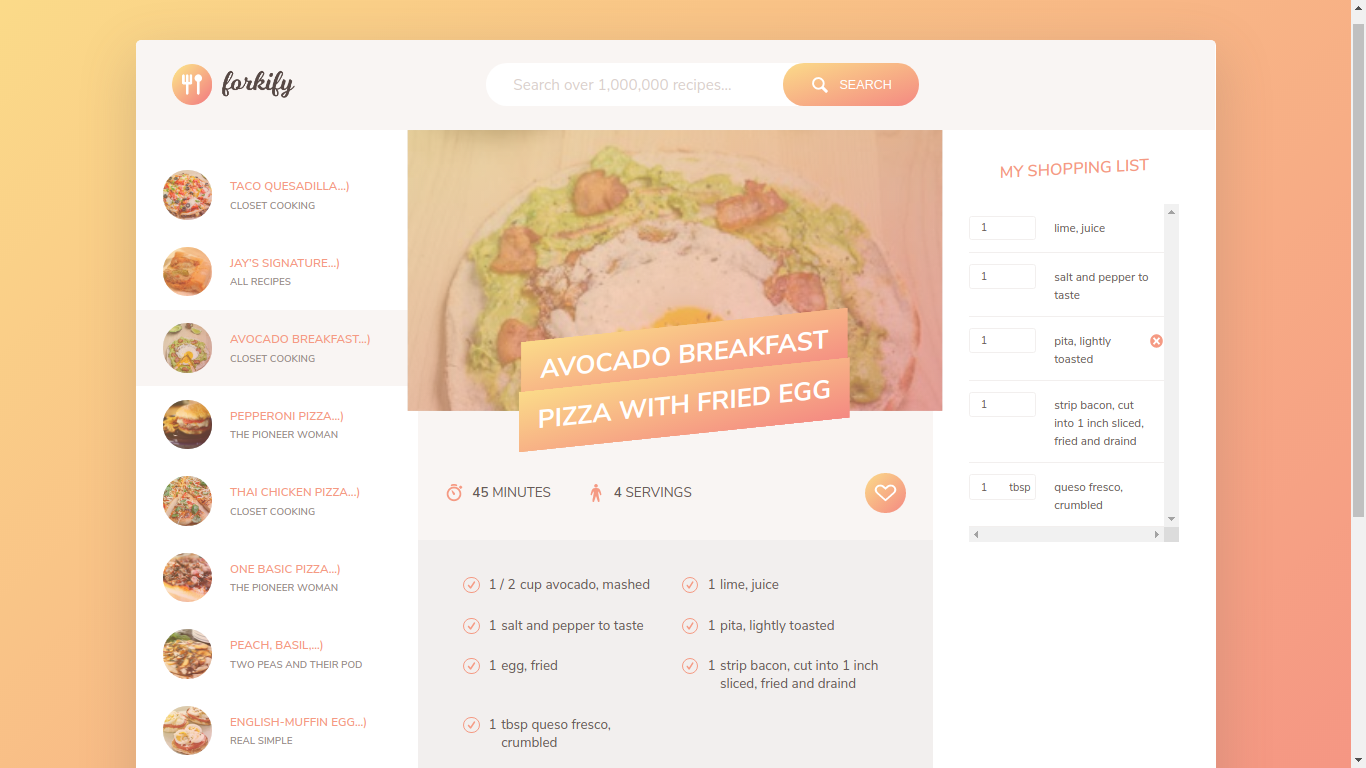 forkify
Search over 1,000,000 recipes...
SEARCH
TACO QUESADILLA...)
CLOSET COOKING
JAY'S SIGNATURE...)
ALL RECIPES
AVOCADO BREAKFAST...)
CLOSET COOKING
PEPPERONI PIZZA...)
THE PIONEER WOMAN
THAI CHICKEN PIZZA...)
CLOSET COOKING
ONE BASIC PIZZA...)
THE PIONEER WOMAN
PEACH, BASIL,...)
TWO PEAS AND THEIR POD
ENGLISH-MUFFIN EGG...)
REAL SIMPLE
AVOCADO BREAKFAST
PIZZA WITH FRIED EGG
45 MINUTES
4 SERVINGS
1 / 2 cup avocado, mashed
1 lime, juice
1 salt and pepper to taste
1 pita, lightly toasted
1 egg, fried
1 strip bacon, cut into 1 inch
sliced, fried and draind
1 tbsp queso fresco,
crumbled
MY SHOPPING LIST
1 lime, juice
1 salt and pepper to
taste
1 pita, lightly
toasted
1 strip bacon, cut
into 1 inch sliced,
fried and draind
1 tbsp queso fresco,
crumbled